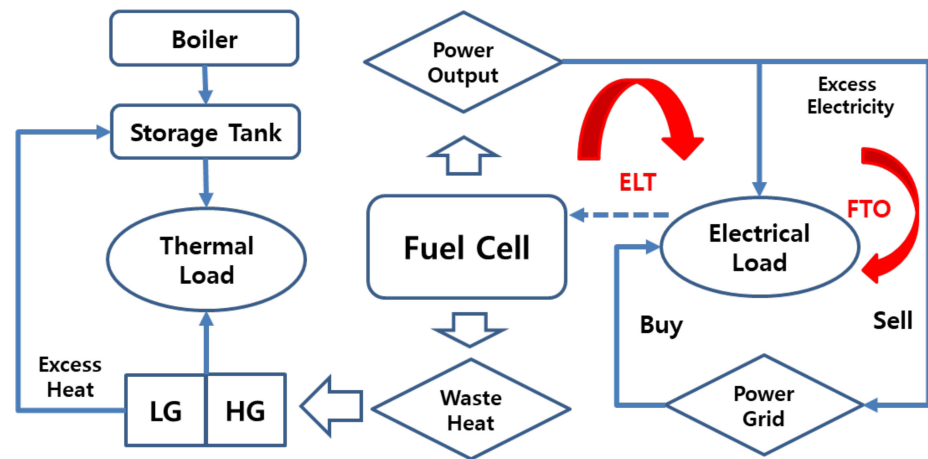 Boiler
Storage Tank
Thermal
Load
Excess
Heat
LG
HG
Power
Output
Fuel Cell
Waste
Heat
ELT
Excess
Electricity
FTO
Electrical
Load
Buy
Sell
Power
Grid